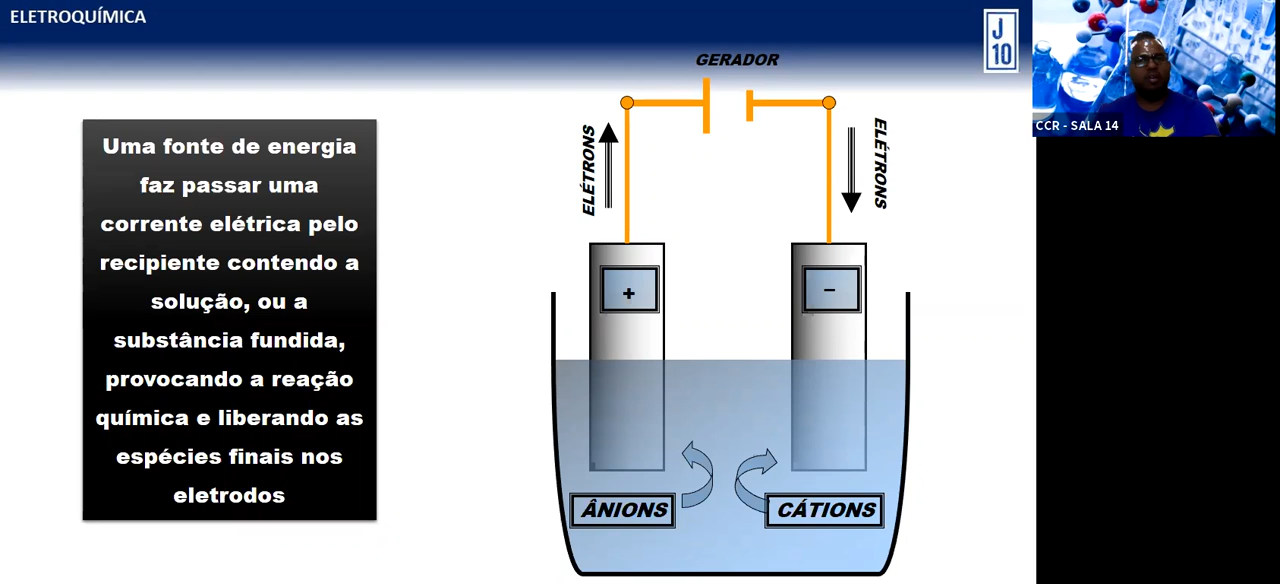 ELETROQUÍMICA
J
10
CCR - SALA 14
GERADOR
Uma fonte de energia
faz passar uma
corrente elétrica pelo
recipiente contendo a
solução, ou a
substância fundida,
provocando a reação
química e liberando as
espécies finais nos
eletrodos
ELÉTRONS
ELÉTRONS
+
−
ÂNIONS
CÁTIONS